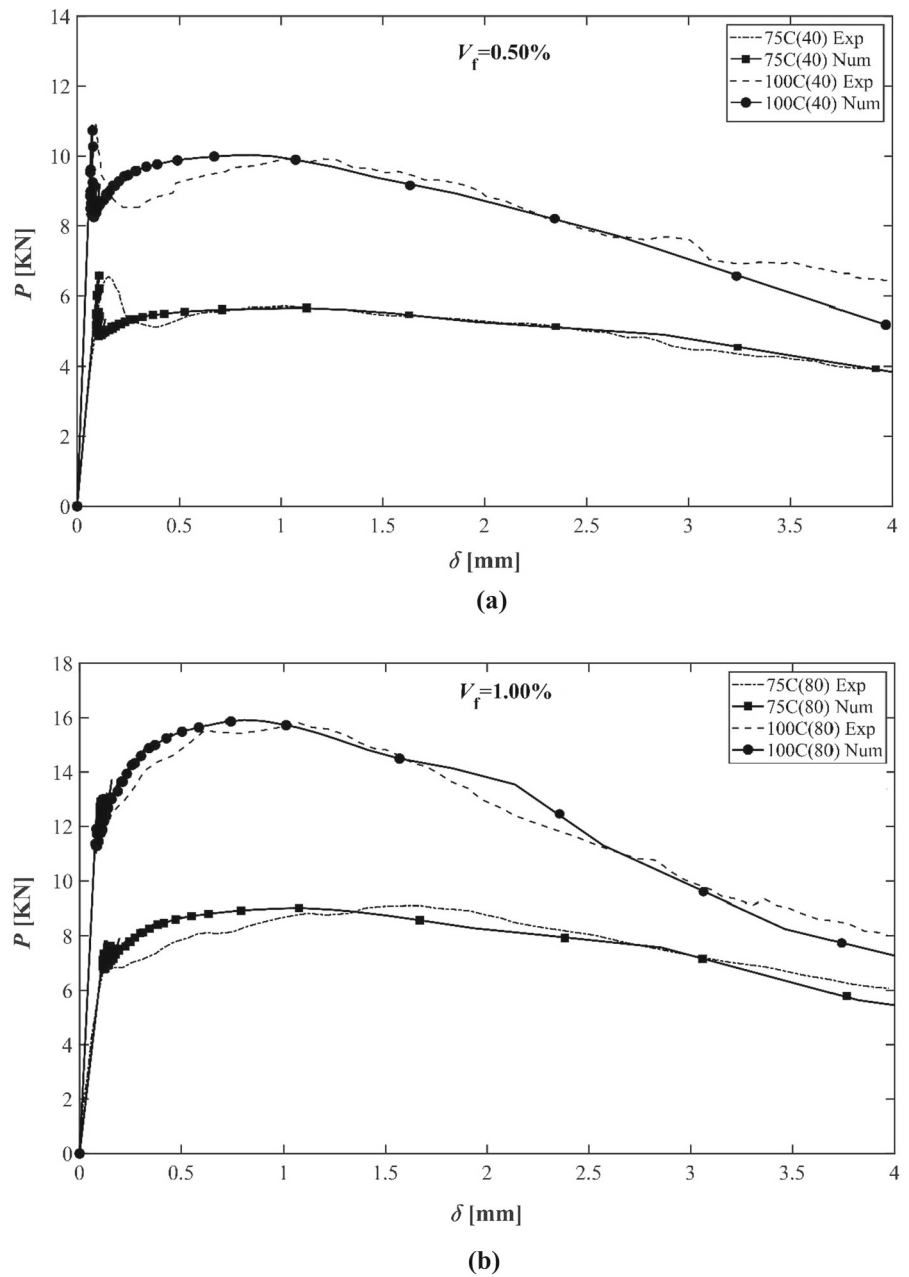 14
12
10
8
6
4
2
0
P [KN]
V_f=0.50%
75C(40) Exp
75C(40) Num
100C(40) Exp
100C(40) Num
0 0.5 1 1.5 2 2.5 3 3.5 4
δ [mm]
(a)
18
16
14
12
10
8
6
4
2
0
P [KN]
V_f=1.00%
75C(80) Exp
75C(80) Num
100C(80) Exp
100C(80) Num
0 0.5 1 1.5 2 2.5 3 3.5 4
δ [mm]
(b)